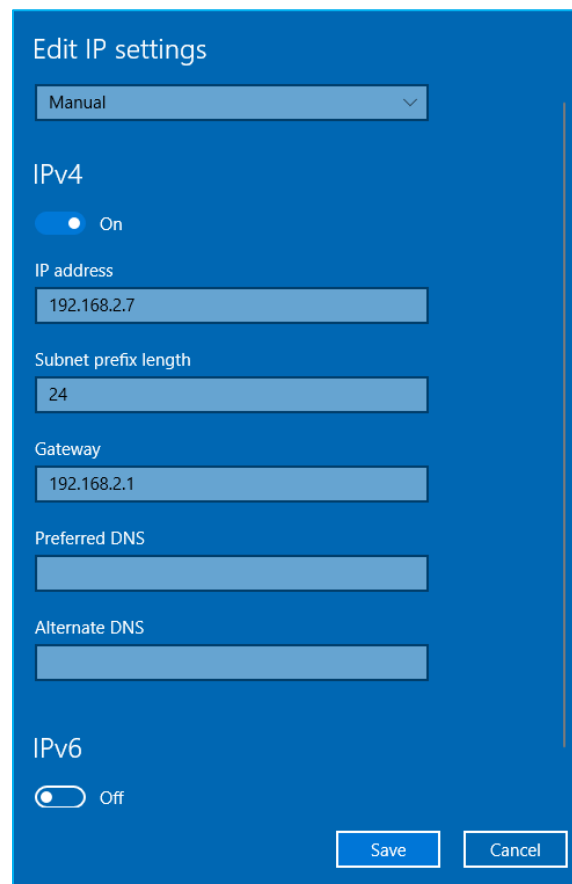 Edit IP settings
Manual
IPv4
On
IP address
192.168.2.7
Subnet prefix length
24
Gateway
192.168.2.1
Preferred DNS
Alternate DNS
IPv6
Off
Save Cancel